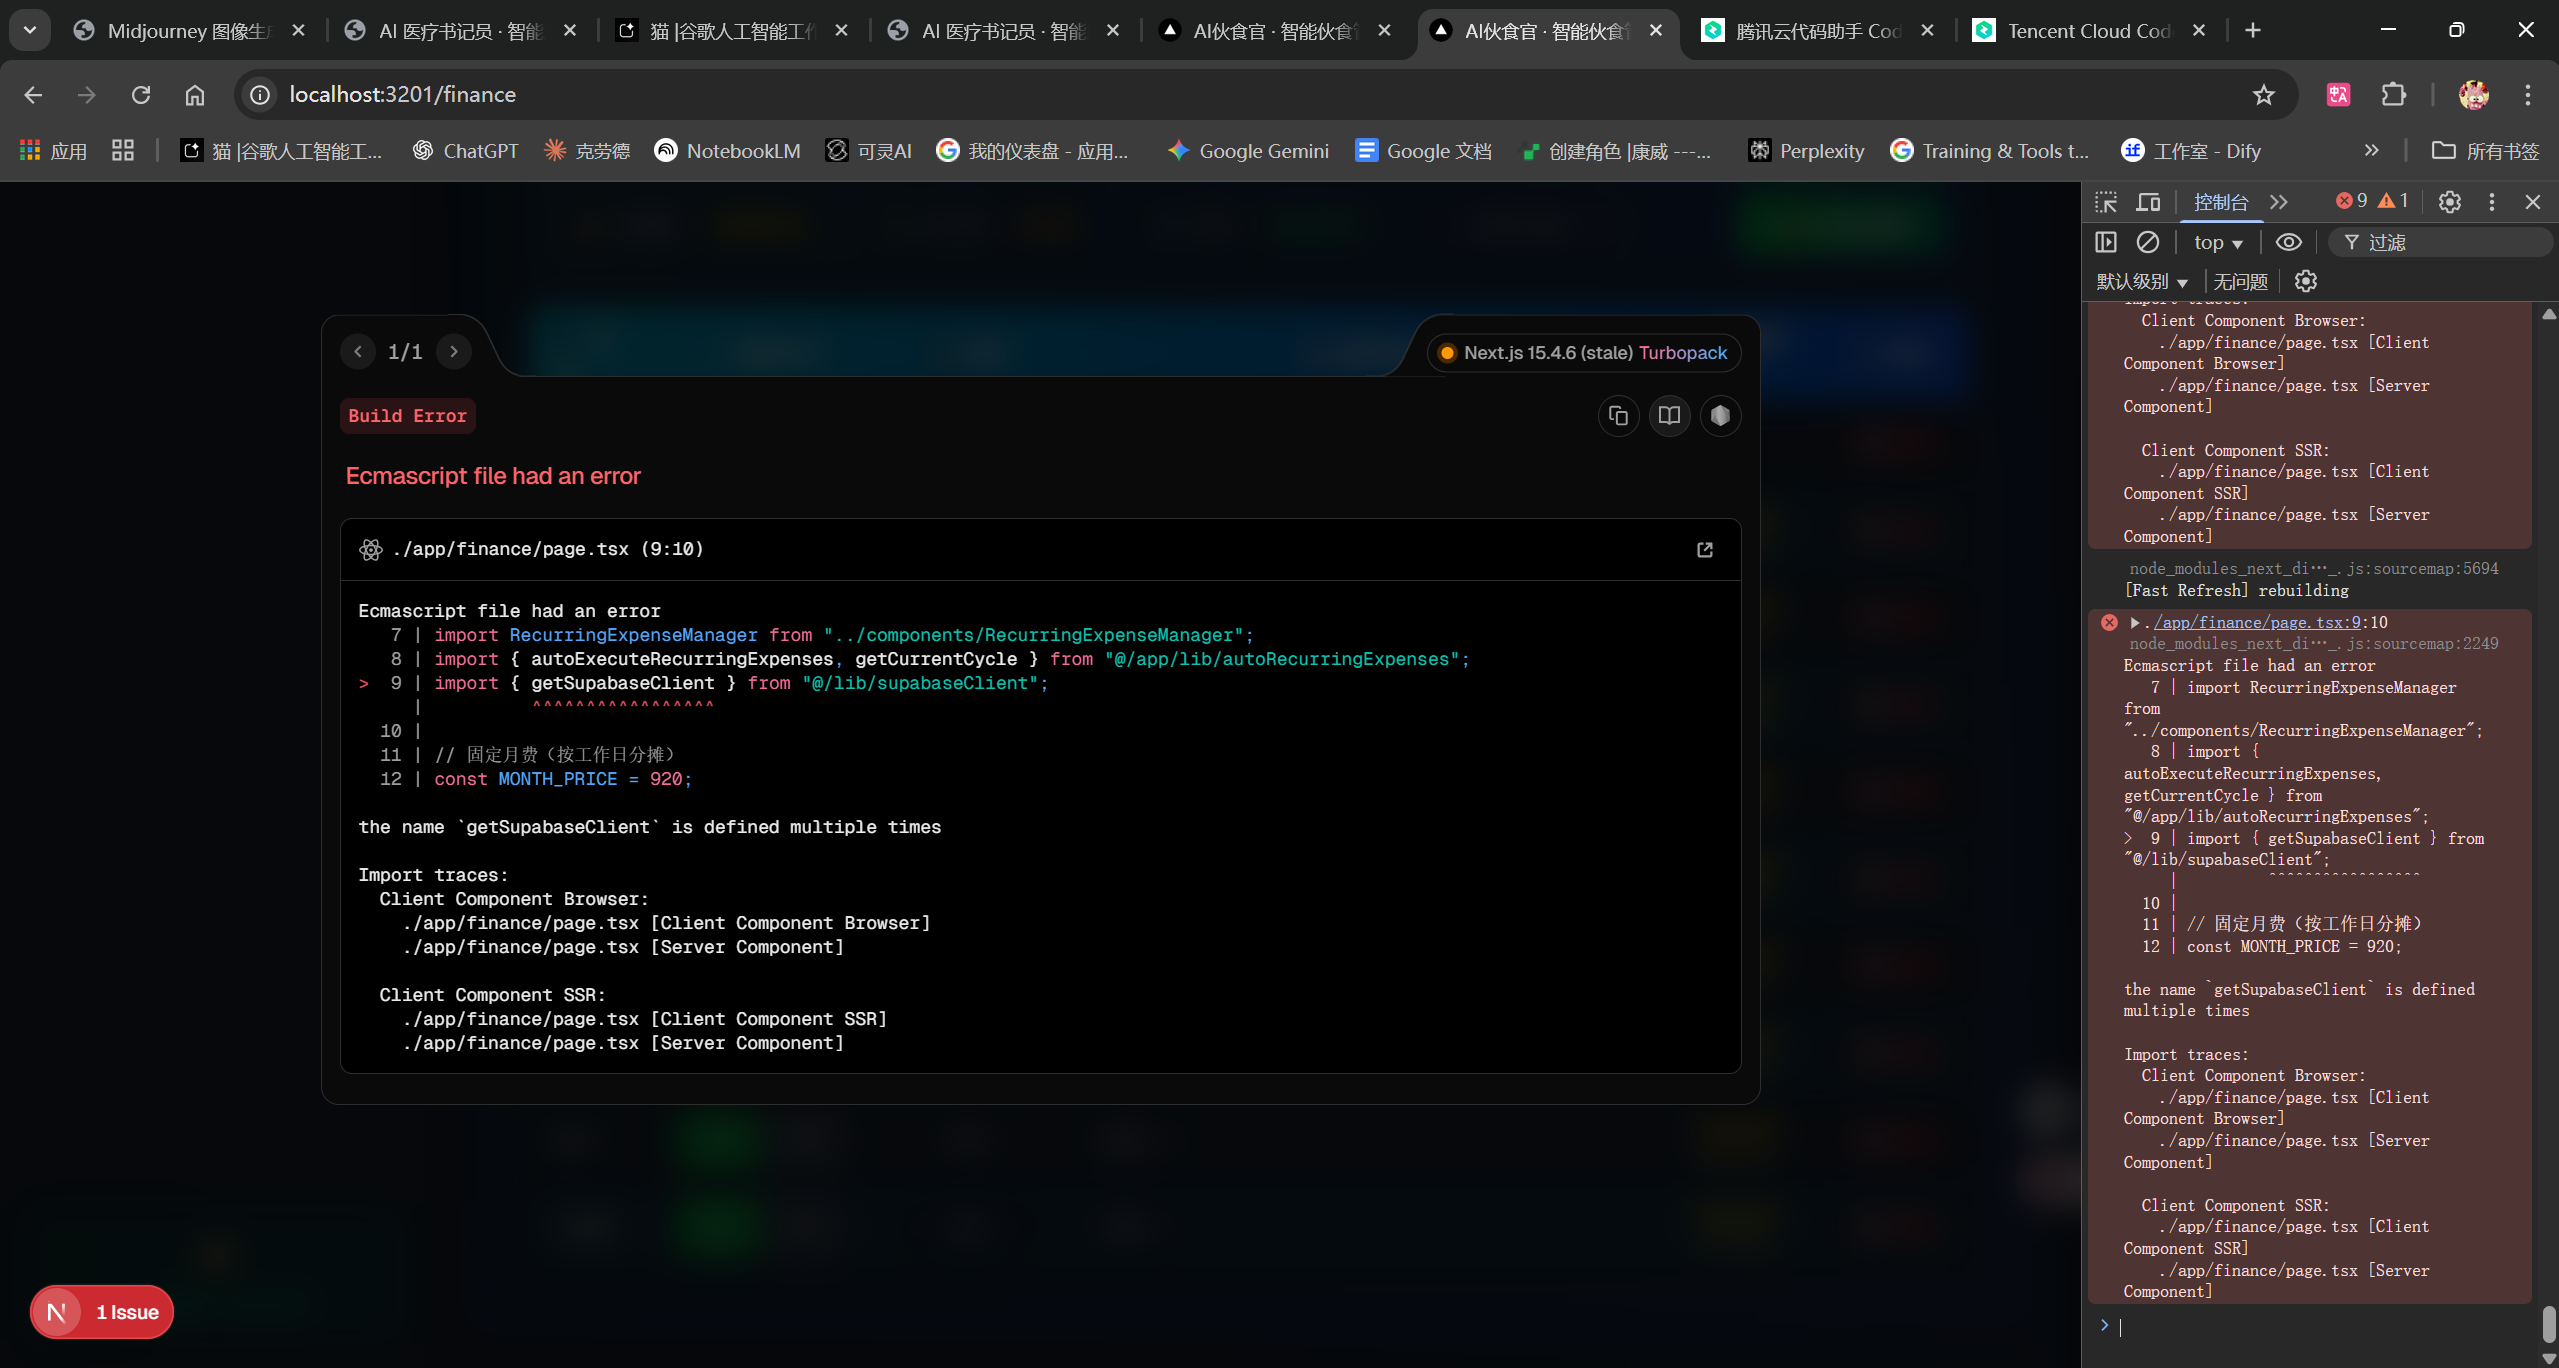 Midjourney 图像生
AI 医疗书记员 · 智能
猫 |谷歌人工智能工作
AI 医疗书记员 · 智能
AI伙食官 · 智能伙食管
AI伙食官 · 智能伙食管
腾讯云代码助手 Cod
Tencent Cloud Cod
localhost:3201/finance
应用
猫 |谷歌人工智能工...
ChatGPT
克劳德
NotebookLM
可灵AI
我的仪表盘 - 应用...
Google Gemini
Google 文档
创建角色 |康威 ---...
Perplexity
Training & Tools t...
工作室 - Dify
所有书签
1/1
Next.js 15.4.6 (stale) Turbopack
Build Error
Ecmascript file had an error
./app/finance/page.tsx (9:10)
Ecmascript file had an error
7 | import RecurringExpenseManager from "../components/RecurringExpenseManager";
8 | import { autoExecuteRecurringExpenses, getCurrentCycle } from "@/app/lib/autoRecurringExpenses";
> 9 | import { getSupabaseClient } from "@/lib/supabaseClient";
| ^^^^^^^^^^^^^^^^^
10 |
11 | // 固定月费（按工作日分摊）
12 | const MONTH_PRICE = 920;
the name `getSupabaseClient` is defined multiple times
Import traces:
Client Component Browser:
./app/finance/page.tsx [Client Component Browser]
./app/finance/page.tsx [Server Component]
Client Component SSR:
./app/finance/page.tsx [Client Component SSR]
./app/finance/page.tsx [Server Component]
N 1 Issue
控制台
9
1
top
过滤
默认级别
无问题
Import traces:
Client Component Browser:
./app/finance/page.tsx [Client
Component Browser]
./app/finance/page.tsx [Server
Component]
Client Component SSR:
./app/finance/page.tsx [Client
Component SSR]
./app/finance/page.tsx [Server
Component]
node_modules_next_di…_.js:sourcemap:5694
[Fast Refresh] rebuilding
./app/finance/page.tsx:9:10
node_modules_next_di…_.js:sourcemap:2249
Ecmascript file had an error
7 | import RecurringExpenseManager
from
"../components/RecurringExpenseManager";
8 | import {
autoExecuteRecurringExpenses,
getCurrentCycle } from
"@/app/lib/autoRecurringExpenses";
> 9 | import { getSupabaseClient } from
"@/lib/supabaseClient";
| ^^^^^^^^^^^^^^^^^
10 |
11 | // 固定月费（按工作日分摊）
12 | const MONTH_PRICE = 920;
the name `getSupabaseClient` is defined
multiple times
Import traces:
Client Component Browser:
./app/finance/page.tsx [Client
Component Browser]
./app/finance/page.tsx [Server
Component]
Client Component SSR:
./app/finance/page.tsx [Client
Component SSR]
./app/finance/page.tsx [Server
Component]